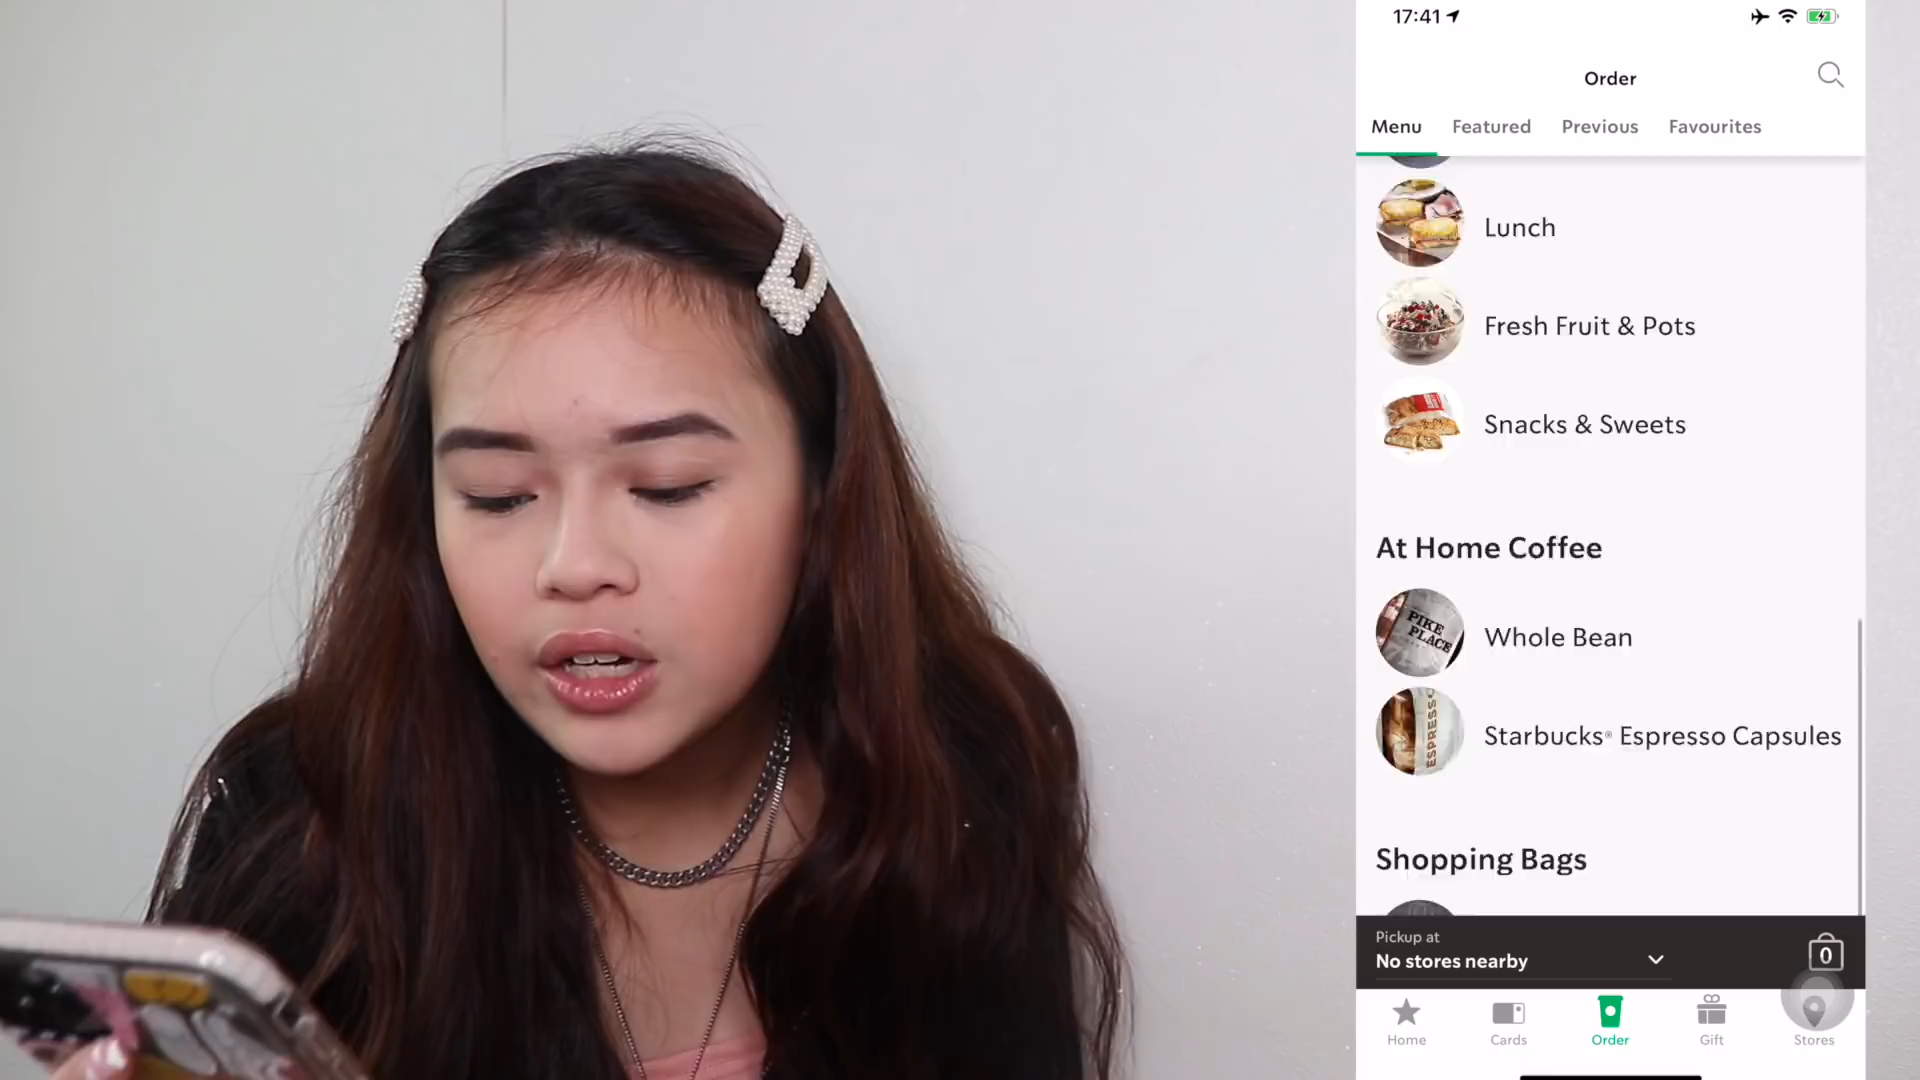 17:41
Order
Menu Featured Previous Favourites
Lunch
Fresh Fruit & Pots
Snacks & Sweets
At Home Coffee
PIKE
PLACE
Whole Bean
ESPRESSO
Starbucks® Espresso Capsules
Shopping Bags
Pickup at
No stores nearby
0
Home Cards Order Gift Stores